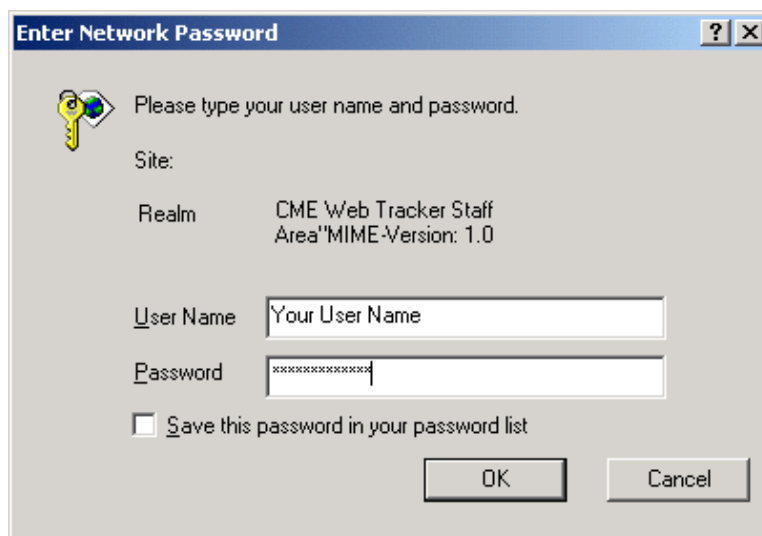 Enter Network Password
Please type your user name and password.
Site:
Realm CME Web Tracker Staff
Area"MIME-Version: 1.0
User Name Your User Name
Password xxxxxxxxxxxxx
Save this password in your password list
OK Cancel